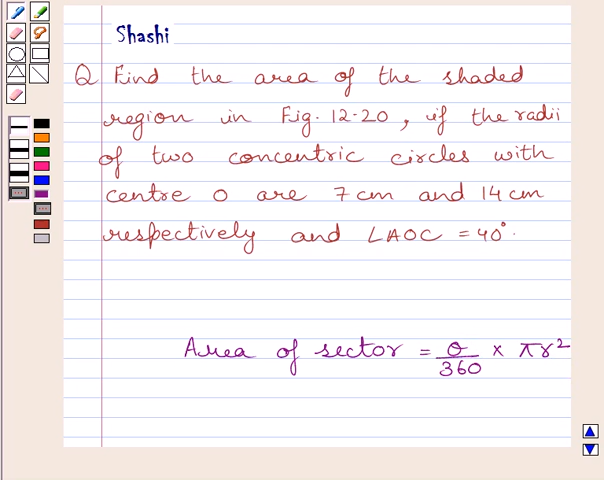 Shashi
Q Find the area of the shaded
region in Fig. 12-20, if the radii
of two concentric circles with
centre O are 7 cm and 14 cm
respectively and ∠AOC = 40°.
Area of sector = θ/360 × πr²